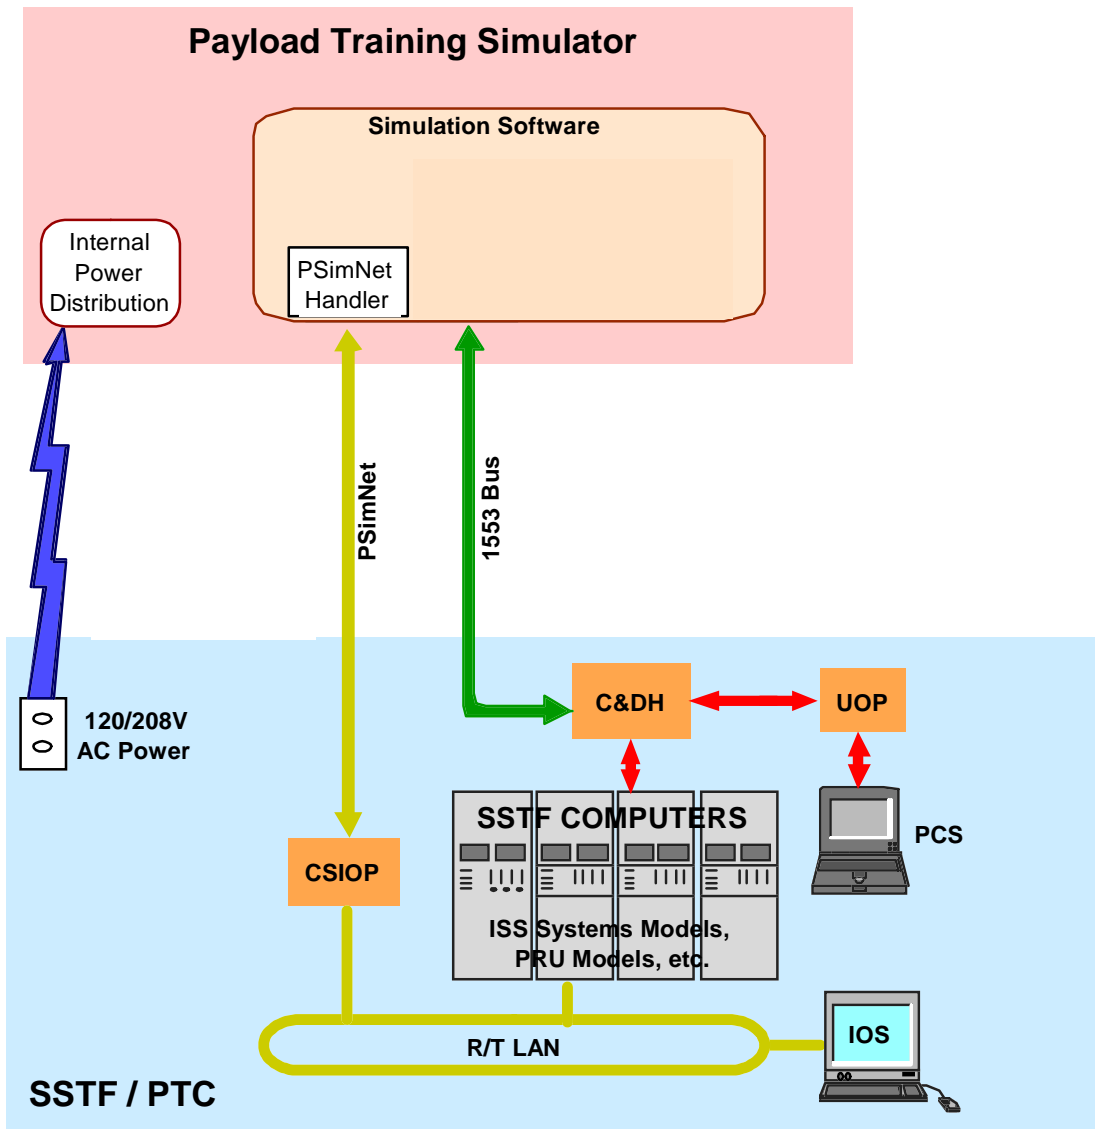 Payload Training Simulator
Simulation Software
Internal
Power
Distribution
PSimNet
Handler
PSimNet
1553 Bus
120/208V
AC Power
C&DH
UOP
SSTF COMPUTERS
PCS
CSIOP
ISS Systems Models,
PRU Models, etc.
IOS
R/T LAN
SSTF / PTC